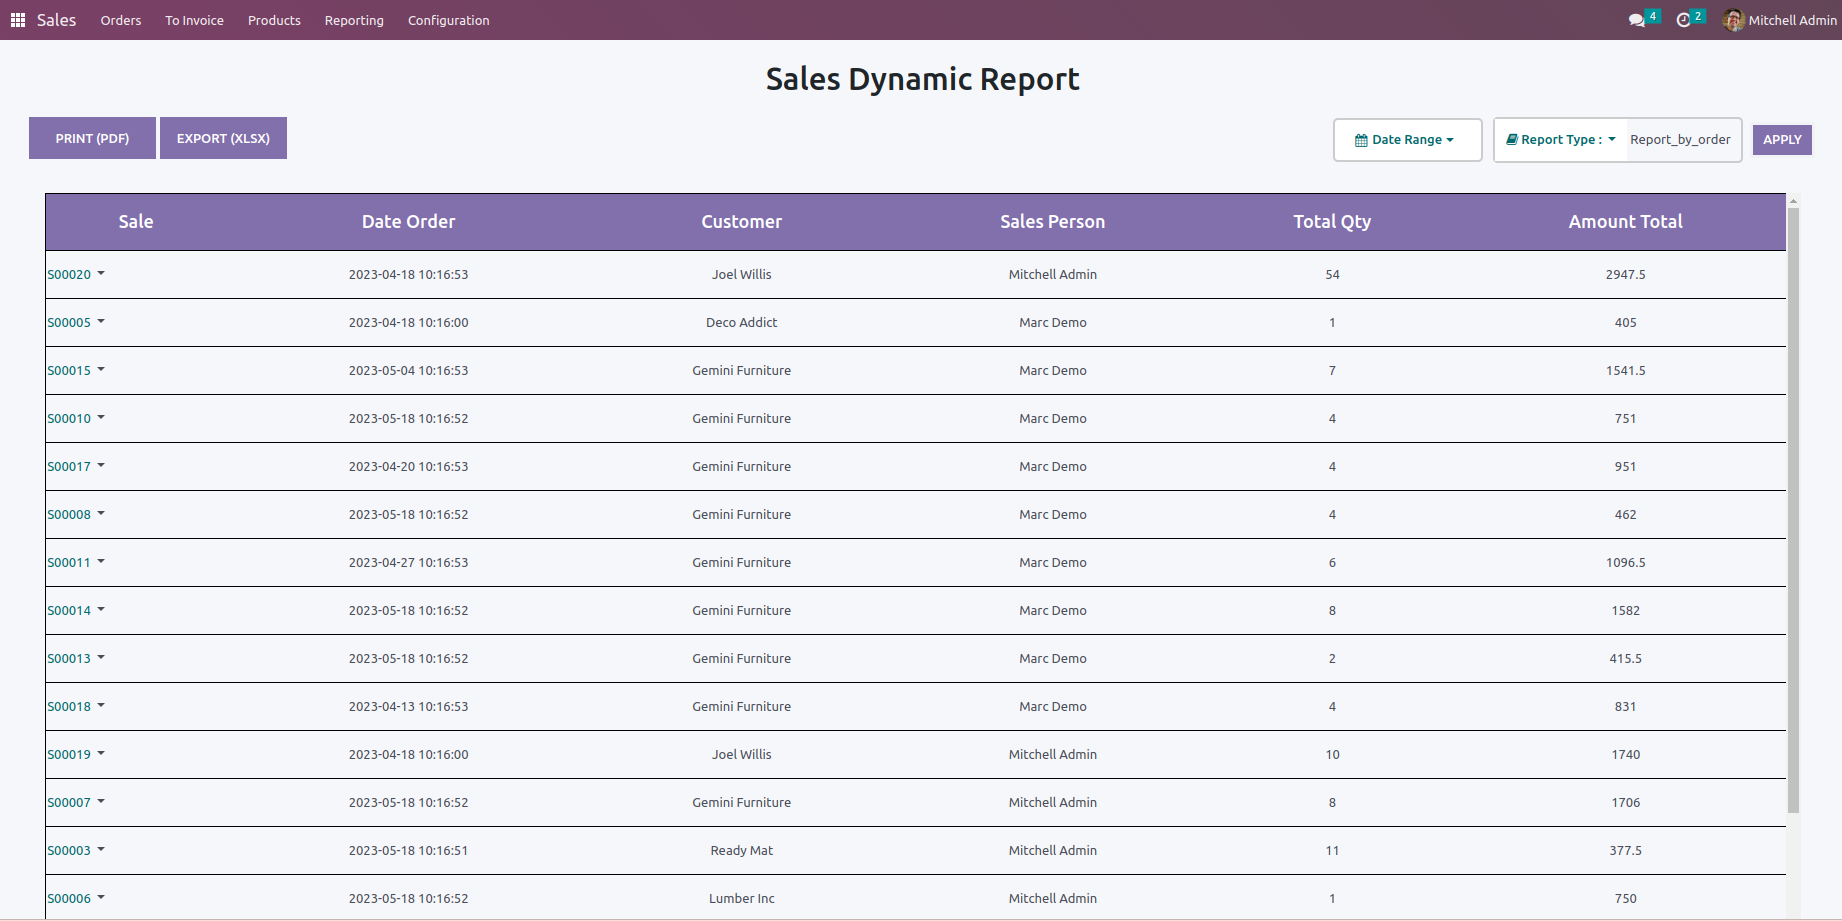 Sales Orders To Invoice Products Reporting Configuration 4 2 Mitchell Admin
Sales Dynamic Report
PRINT (PDF) EXPORT (XLSX) Date Range Report Type : Report_by_order APPLY
Sale Date Order Customer Sales Person Total Qty Amount Total
S00020 2023-04-18 10:16:53 Joel Willis Mitchell Admin 54 2947.5
S00005 2023-04-18 10:16:00 Deco Addict Marc Demo 1 405
S00015 2023-05-04 10:16:53 Gemini Furniture Marc Demo 7 1541.5
S00010 2023-05-18 10:16:52 Gemini Furniture Marc Demo 4 751
S00017 2023-04-20 10:16:53 Gemini Furniture Marc Demo 4 951
S00008 2023-05-18 10:16:52 Gemini Furniture Marc Demo 4 462
S00011 2023-04-27 10:16:53 Gemini Furniture Marc Demo 6 1096.5
S00014 2023-05-18 10:16:52 Gemini Furniture Marc Demo 8 1582
S00013 2023-05-18 10:16:52 Gemini Furniture Marc Demo 2 415.5
S00018 2023-04-13 10:16:53 Gemini Furniture Marc Demo 4 831
S00019 2023-04-18 10:16:00 Joel Willis Mitchell Admin 10 1740
S00007 2023-05-18 10:16:52 Gemini Furniture Mitchell Admin 8 1706
S00003 2023-05-18 10:16:51 Ready Mat Mitchell Admin 11 377.5
S00006 2023-05-18 10:16:52 Lumber Inc Mitchell Admin 1 750